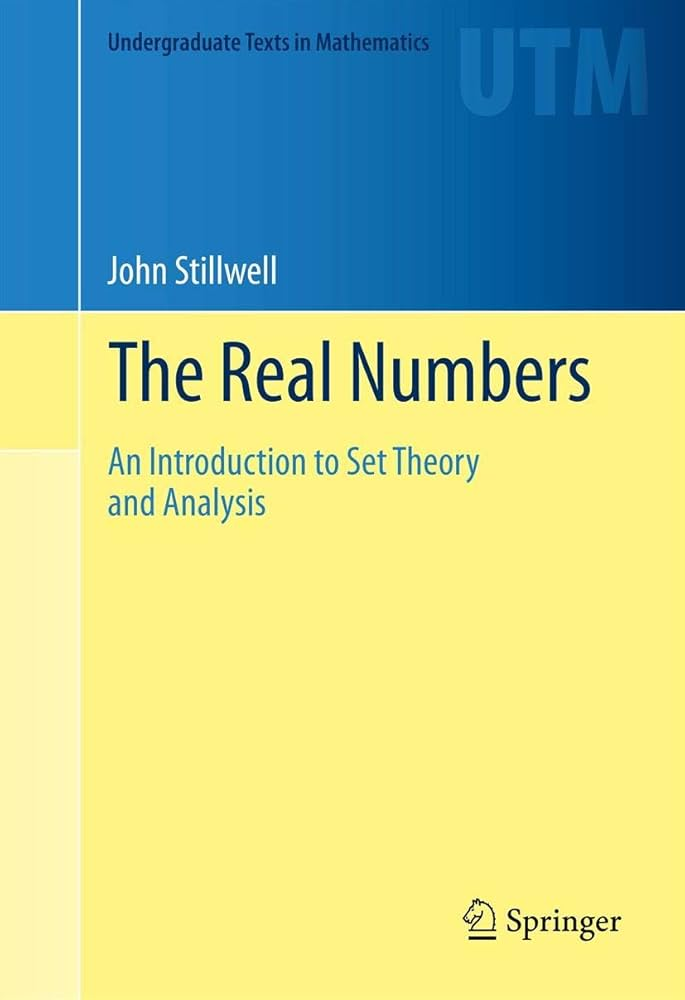 Undergraduate Texts in Mathematics
UTM
John Stillwell
The Real Numbers
An Introduction to Set Theory
and Analysis
Springer